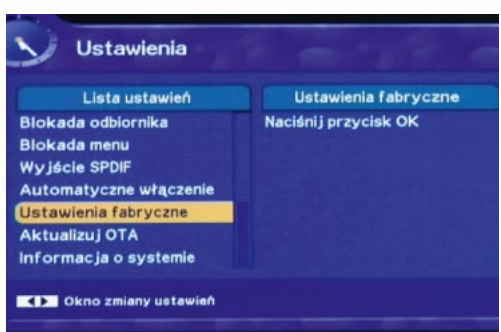 Ustawienia
Lista ustawień
Blokada odbiornika
Blokada menu
Wyjście SPDIF
Automatyczne włączenie
Ustawienia fabryczne
Aktualizuj OTA
Informacja o systemie
Ustawienia fabryczne
Naciśnij przycisk OK
Okno zmiany ustawień